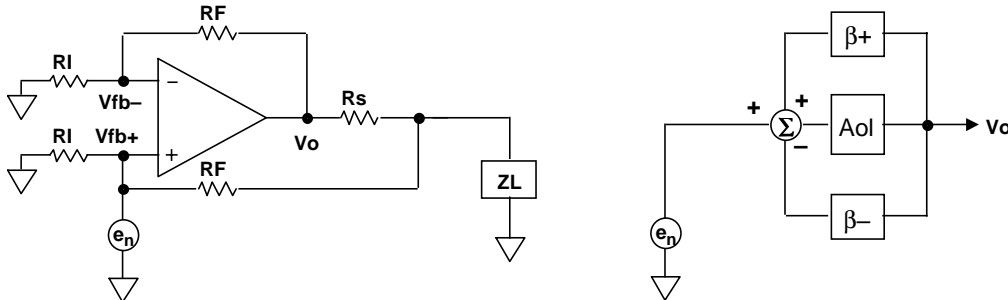 RF
RI
Vfb–
–
Rs
Vo
RI
Vfb+
+
RF
ZL
en
β+
+
+
Σ
Aol
–
Vo
β–
en